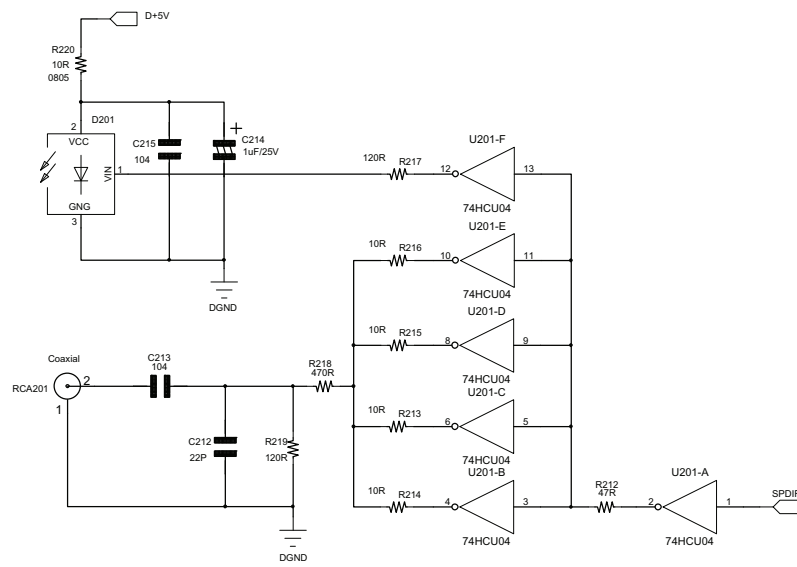 D+5V
R220
10R
0805
D201
2
VCC
VIN
1
GNG
3
C215
104
+
C214
1uF/25V
DGND
U201-F
120R
R217
12
13
74HCU04
U201-E
10R
R216
10
11
74HCU04
U201-D
10R
R215
8
9
74HCU04
U201-C
10R
R213
6
5
74HCU04
U201-B
10R
R214
4
3
74HCU04
R212
47R
U201-A
2
1
74HCU04
SPDIF
Coaxial
RCA201
2
1
C213
104
R218
470R
C212
22P
R219
120R
DGND